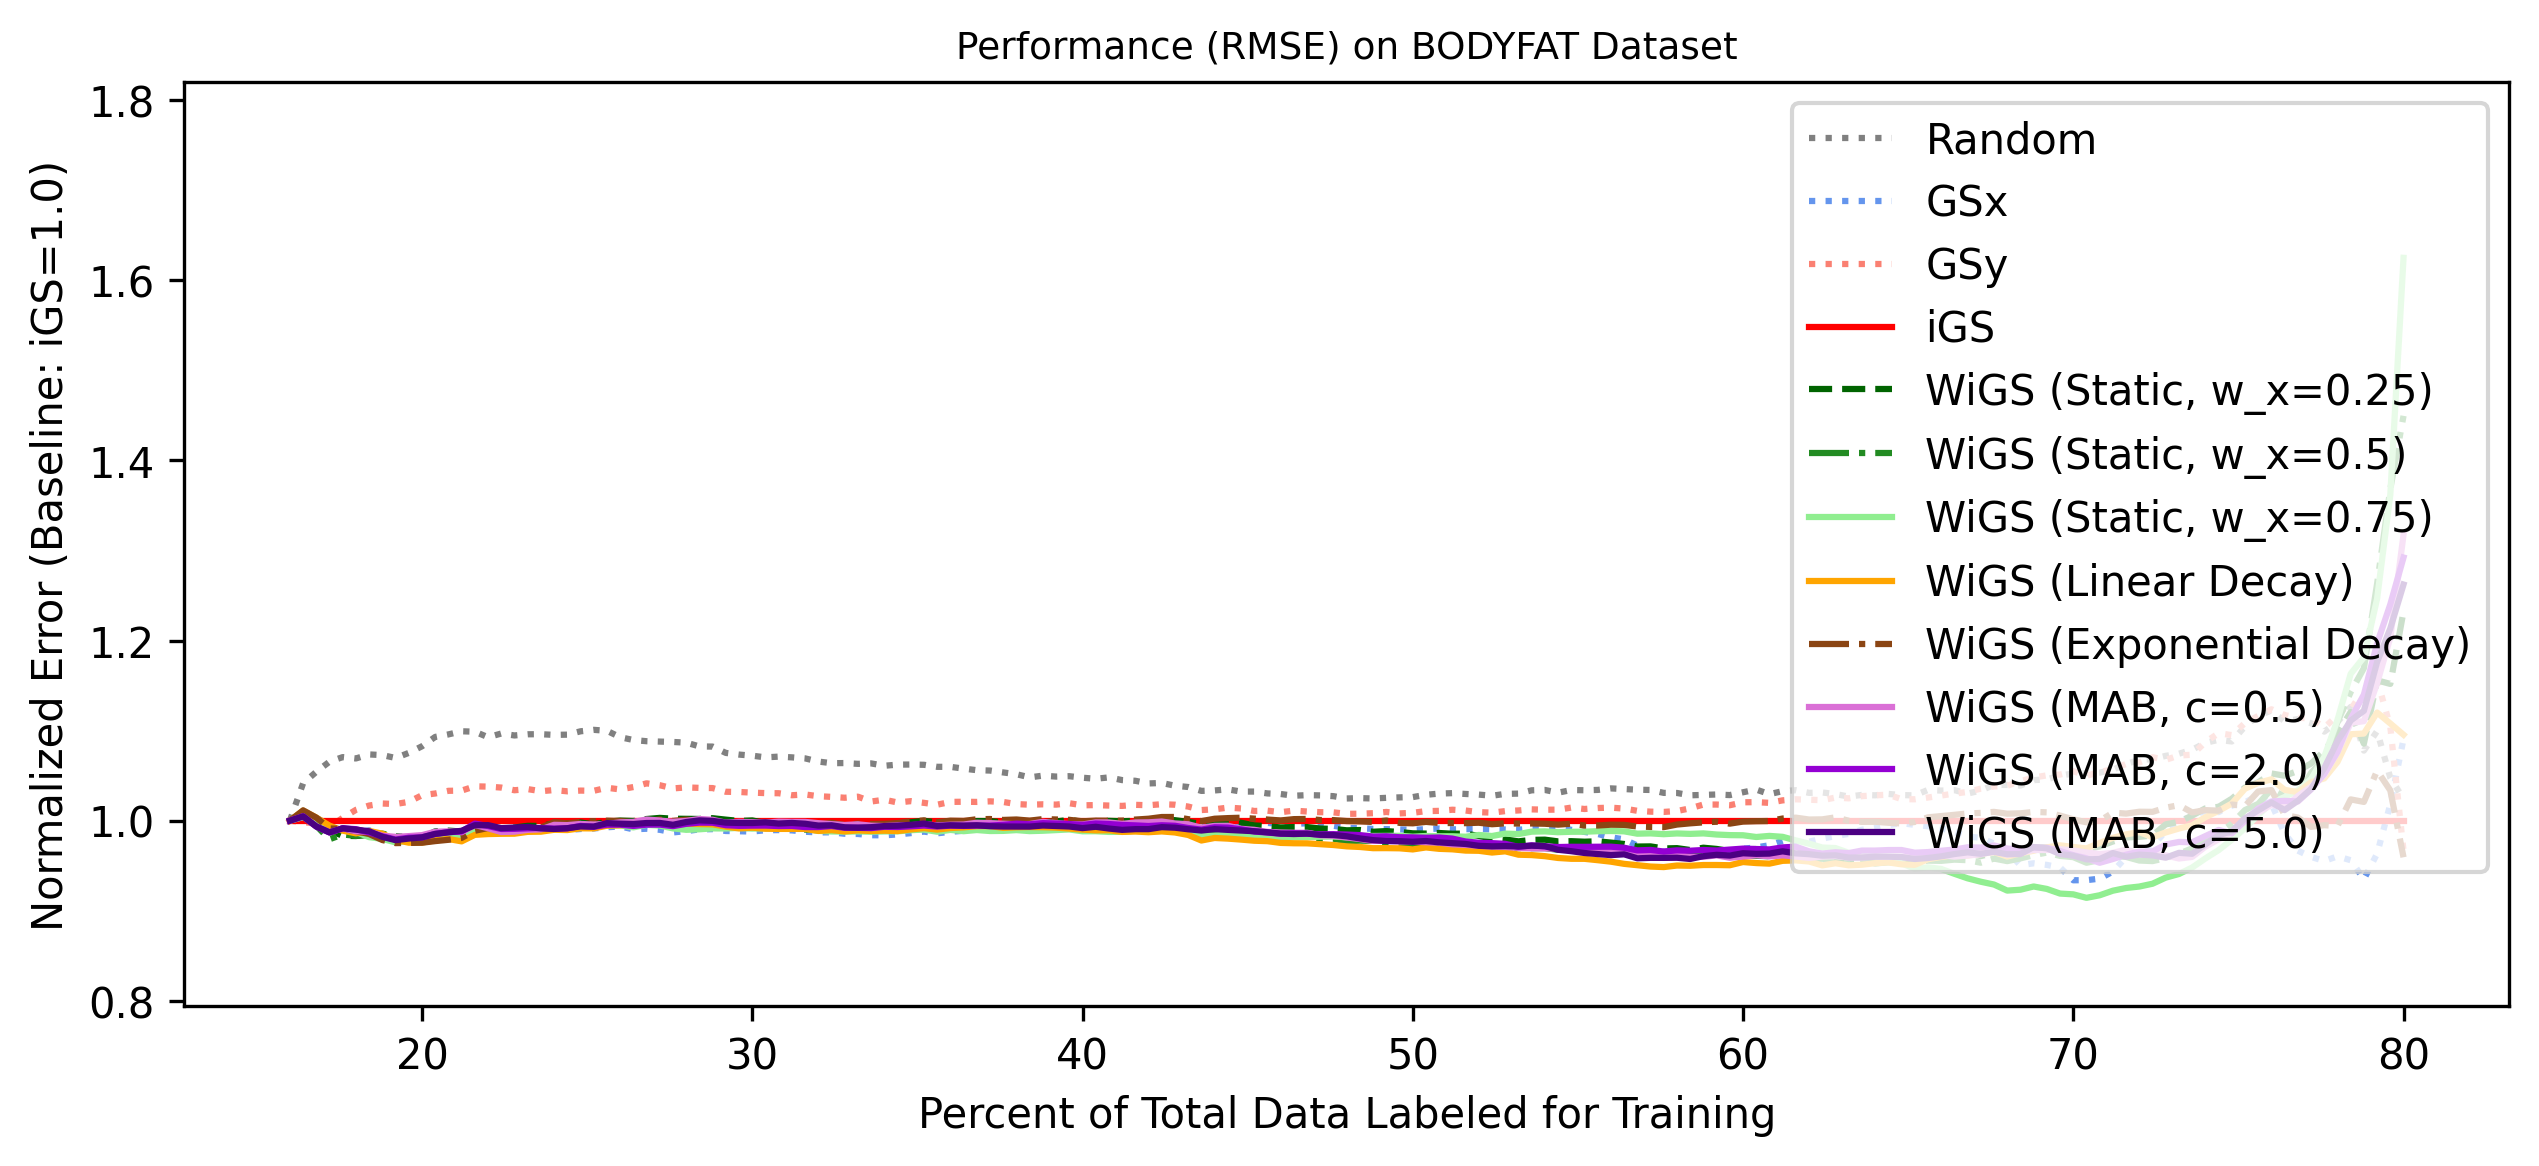 Performance (RMSE) on BODYFAT Dataset
Normalized Error (Baseline: iGS=1.0)
1.8
1.6
1.4
1.2
1.0
0.8
Random
GSx
GSy
iGS
WiGS (Static, w_x=0.25)
WiGS (Static, w_x=0.5)
WiGS (Static, w_x=0.75)
WiGS (Linear Decay)
WiGS (Exponential Decay)
WiGS (MAB, c=0.5)
WiGS (MAB, c=2.0)
WiGS (MAB, c=5.0)
20 30 40 50 60 70 80
Percent of Total Data Labeled for Training